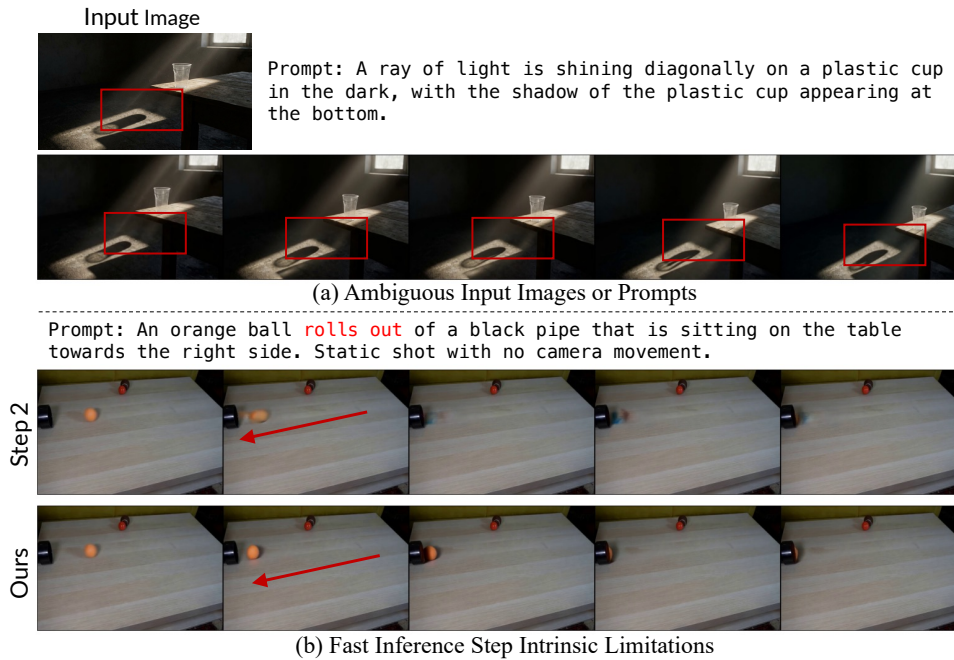 Input Image
Prompt: A ray of light is shining diagonally on a plastic cup
in the dark, with the shadow of the plastic cup appearing at
the bottom.
(a) Ambiguous Input Images or Prompts
Prompt: An orange ball rolls out of a black pipe that is sitting on the table
towards the right side. Static shot with no camera movement.
Step 2
Ours
(b) Fast Inference Step Intrinsic Limitations